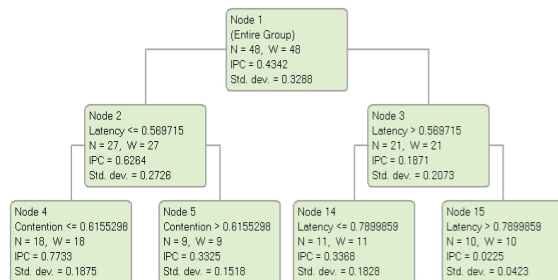 Node 1
(Entire Group)
N = 48, W = 48
IPC = 0.4342
Std. dev. = 0.3288
Node 2
Latency <= 0.569715
N = 27, W = 27
IPC = 0.6264
Std. dev. = 0.2726
Node 3
Latency > 0.569715
N = 21, W = 21
IPC = 0.1871
Std. dev. = 0.2073
Node 4
Contention <= 0.6155298
N = 18, W = 18
IPC = 0.7733
Std. dev. = 0.1875
Node 5
Contention > 0.6155298
N = 9, W = 9
IPC = 0.3325
Std. dev. = 0.1518
Node 14
Latency <= 0.7899859
N = 11, W = 11
IPC = 0.3368
Std. dev. = 0.1828
Node 15
Latency > 0.7899859
N = 10, W = 10
IPC = 0.0225
Std. dev. = 0.0423